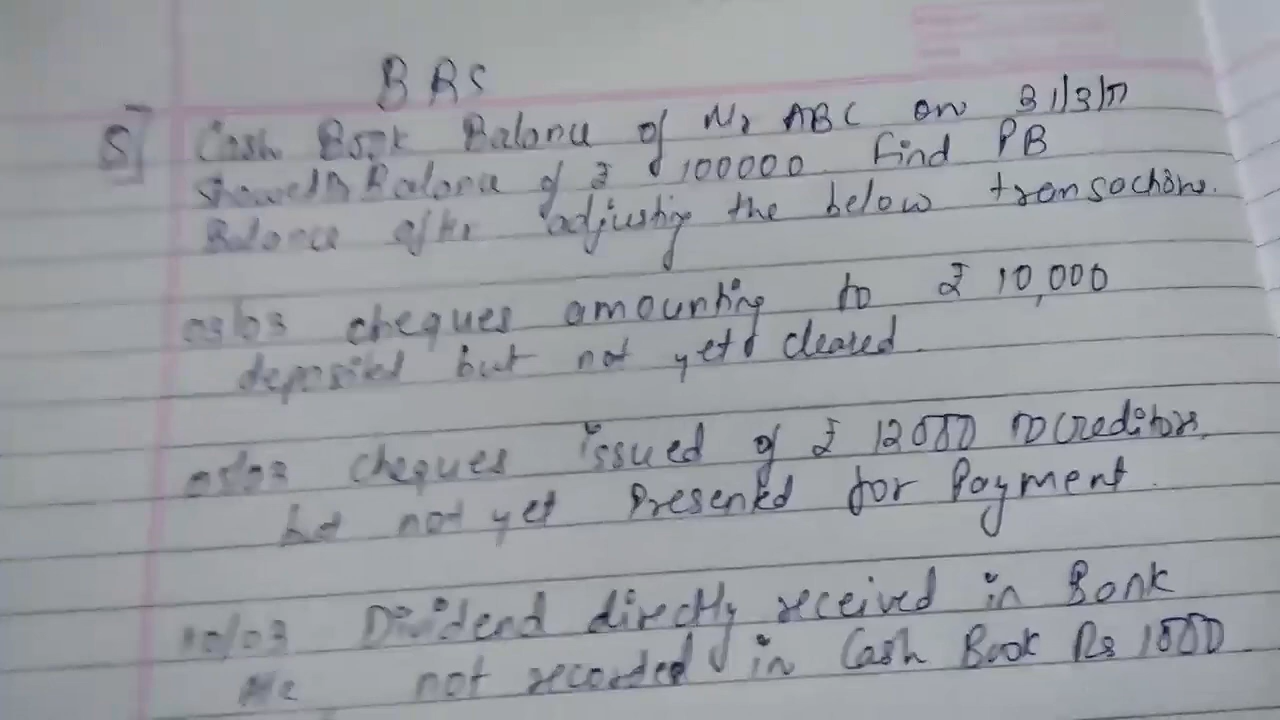 BRS
5] Cash Book Balance of Mr ABC on 31/3/17
showed Balance of ₹ 100000. Find PB
Balance after adjusting the below transactions.
03/03 cheques amounting to ₹ 10,000
deposited but not yet cleared.
05/03 cheques issued of ₹ 12000 to creditors,
but not yet Presented for Payment.
10/03 Dividend directly received in Bank
A/c not recorded in Cash Book Rs 1500